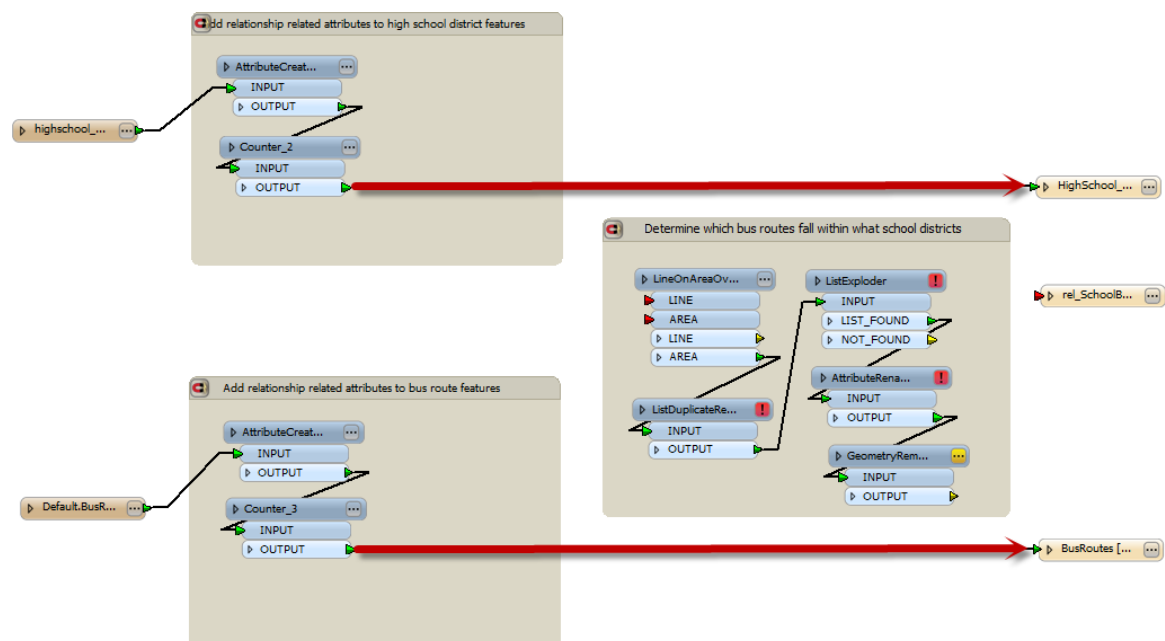 dd relationship related attributes to high school district features
AttributeCreat...
INPUT
OUTPUT
highschool_...
Counter_2
INPUT
OUTPUT
HighSchool_...
Determine which bus routes fall within what school districts
LineOnAreaOv...
LINE
AREA
LINE
AREA
ListDuplicateRe...
INPUT
OUTPUT
ListExploder
INPUT
LIST_FOUND
NOT_FOUND
AttributeRena...
INPUT
OUTPUT
GeometryRem...
INPUT
OUTPUT
rel_SchoolB...
Add relationship related attributes to bus route features
AttributeCreat...
INPUT
OUTPUT
Default.BusR...
Counter_3
INPUT
OUTPUT
BusRoutes [...